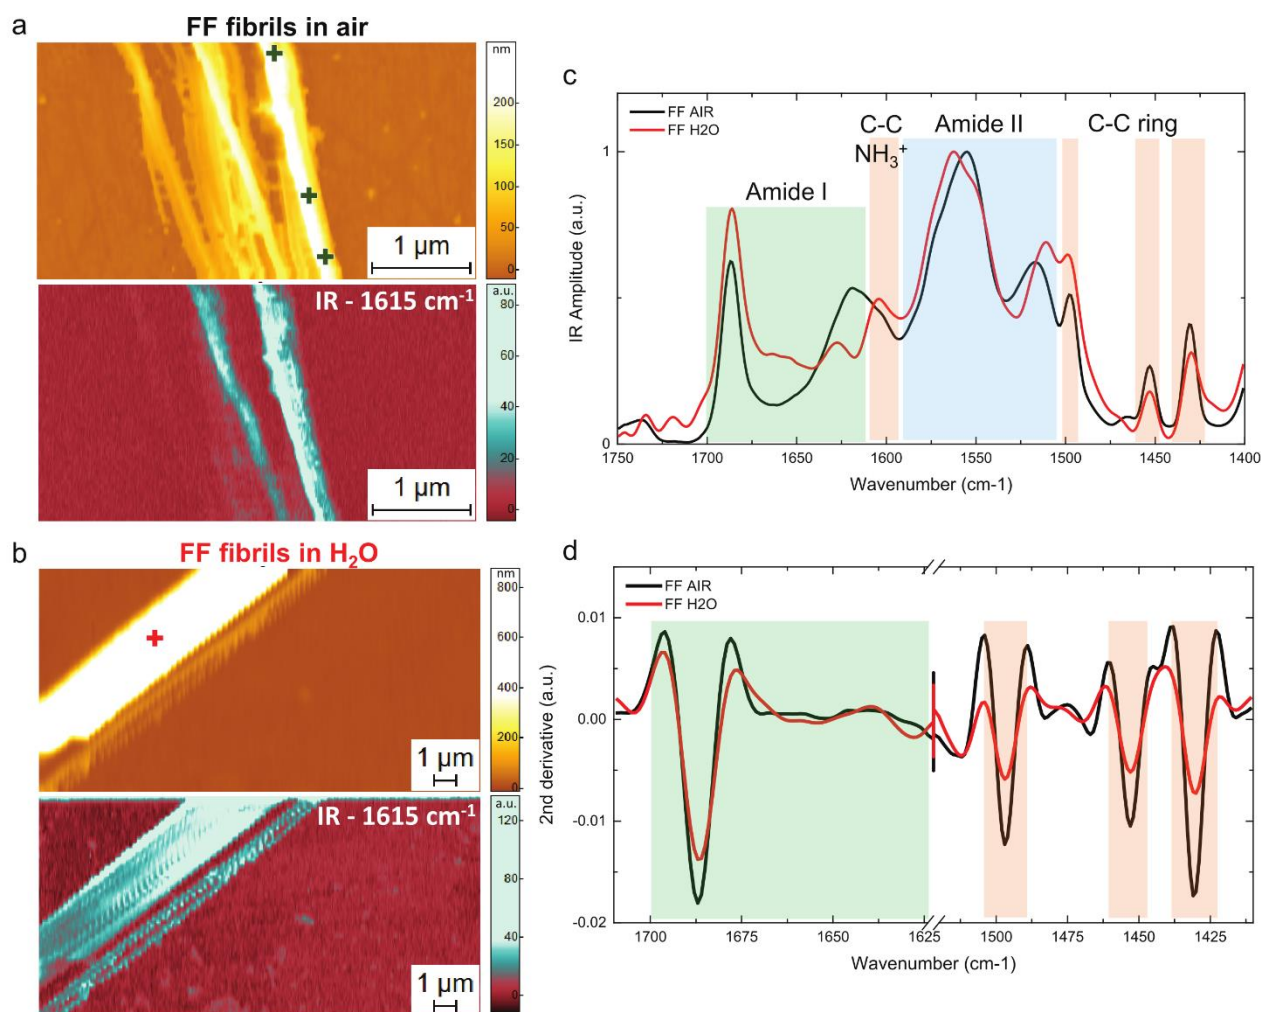 a
FF fibrils in air
nm
200
150
100
50
0
1 µm
IR - 1615 cm⁻¹
a.u.
80
60
40
20
0
1 µm
b
FF fibrils in H₂O
nm
800
600
400
200
0
1 µm
IR - 1615 cm⁻¹
a.u.
120
80
40
0
1 µm
c
FF AIR
FF H2O
C-C
NH₃⁺
Amide II
C-C ring
Amide I
IR Amplitude (a.u.)
1
0
1750
1700
1650
1600
1550
1500
1450
1400
Wavenumber (cm-1)
d
FF AIR
FF H2O
2nd derivative (a.u.)
0.01
0.00
-0.01
-0.02
1700
1675
1650
1625
1500
1475
1450
1425
Wavenumber (cm-1)